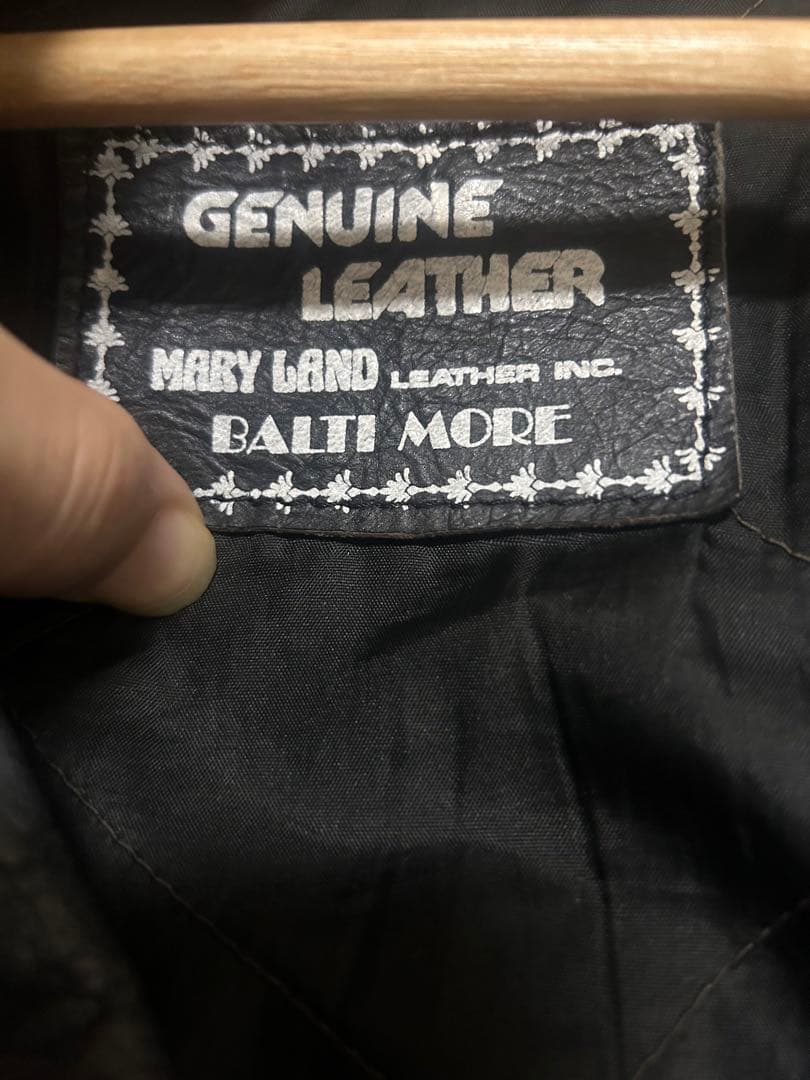 GENUINE
LEATHER
MARY LAND LEATHER INC.
BALTI MORE